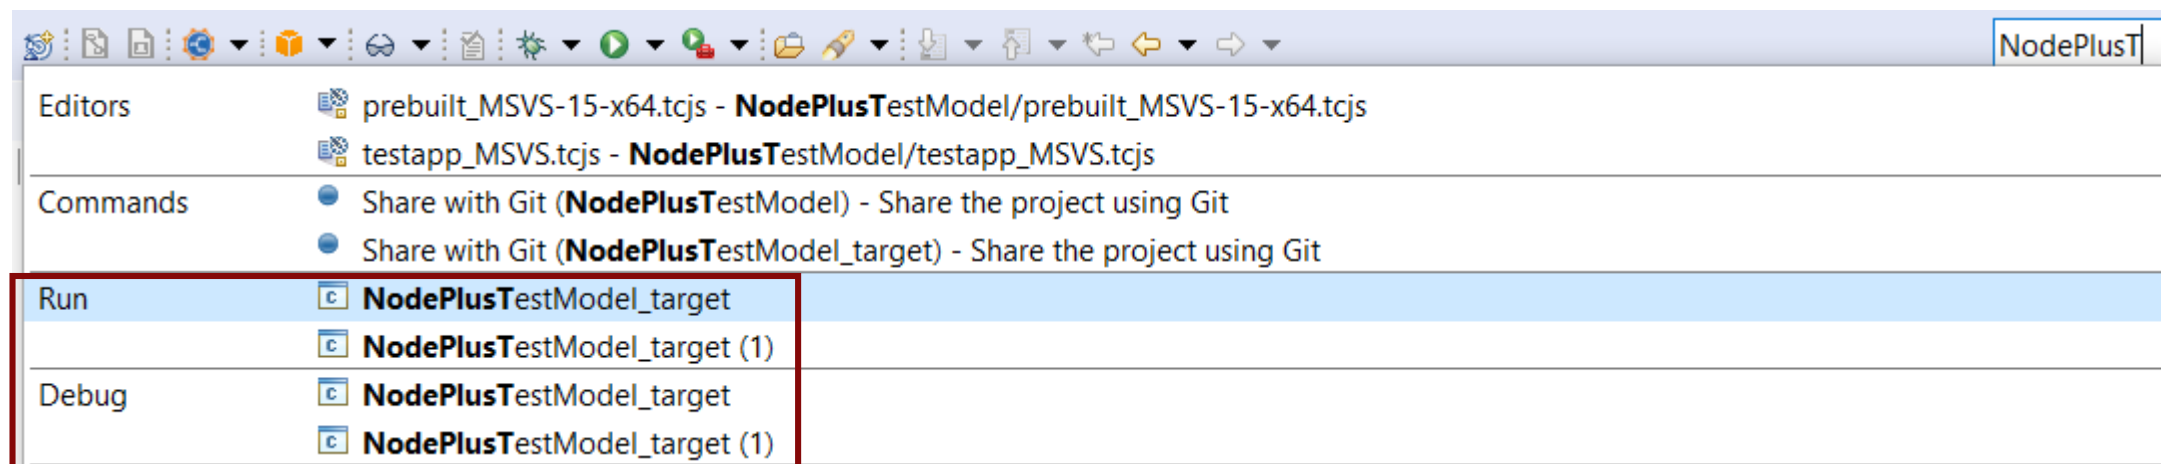 NodePlusT
Editors prebuilt_MSVS-15-x64.tcjs - NodePlusTestModel/prebuilt_MSVS-15-x64.tcjs
testapp_MSVS.tcjs - NodePlusTestModel/testapp_MSVS.tcjs
Commands Share with Git (NodePlusTestModel) - Share the project using Git
Share with Git (NodePlusTestModel_target) - Share the project using Git
Run NodePlusTestModel_target
NodePlusTestModel_target (1)
Debug NodePlusTestModel_target
NodePlusTestModel_target (1)